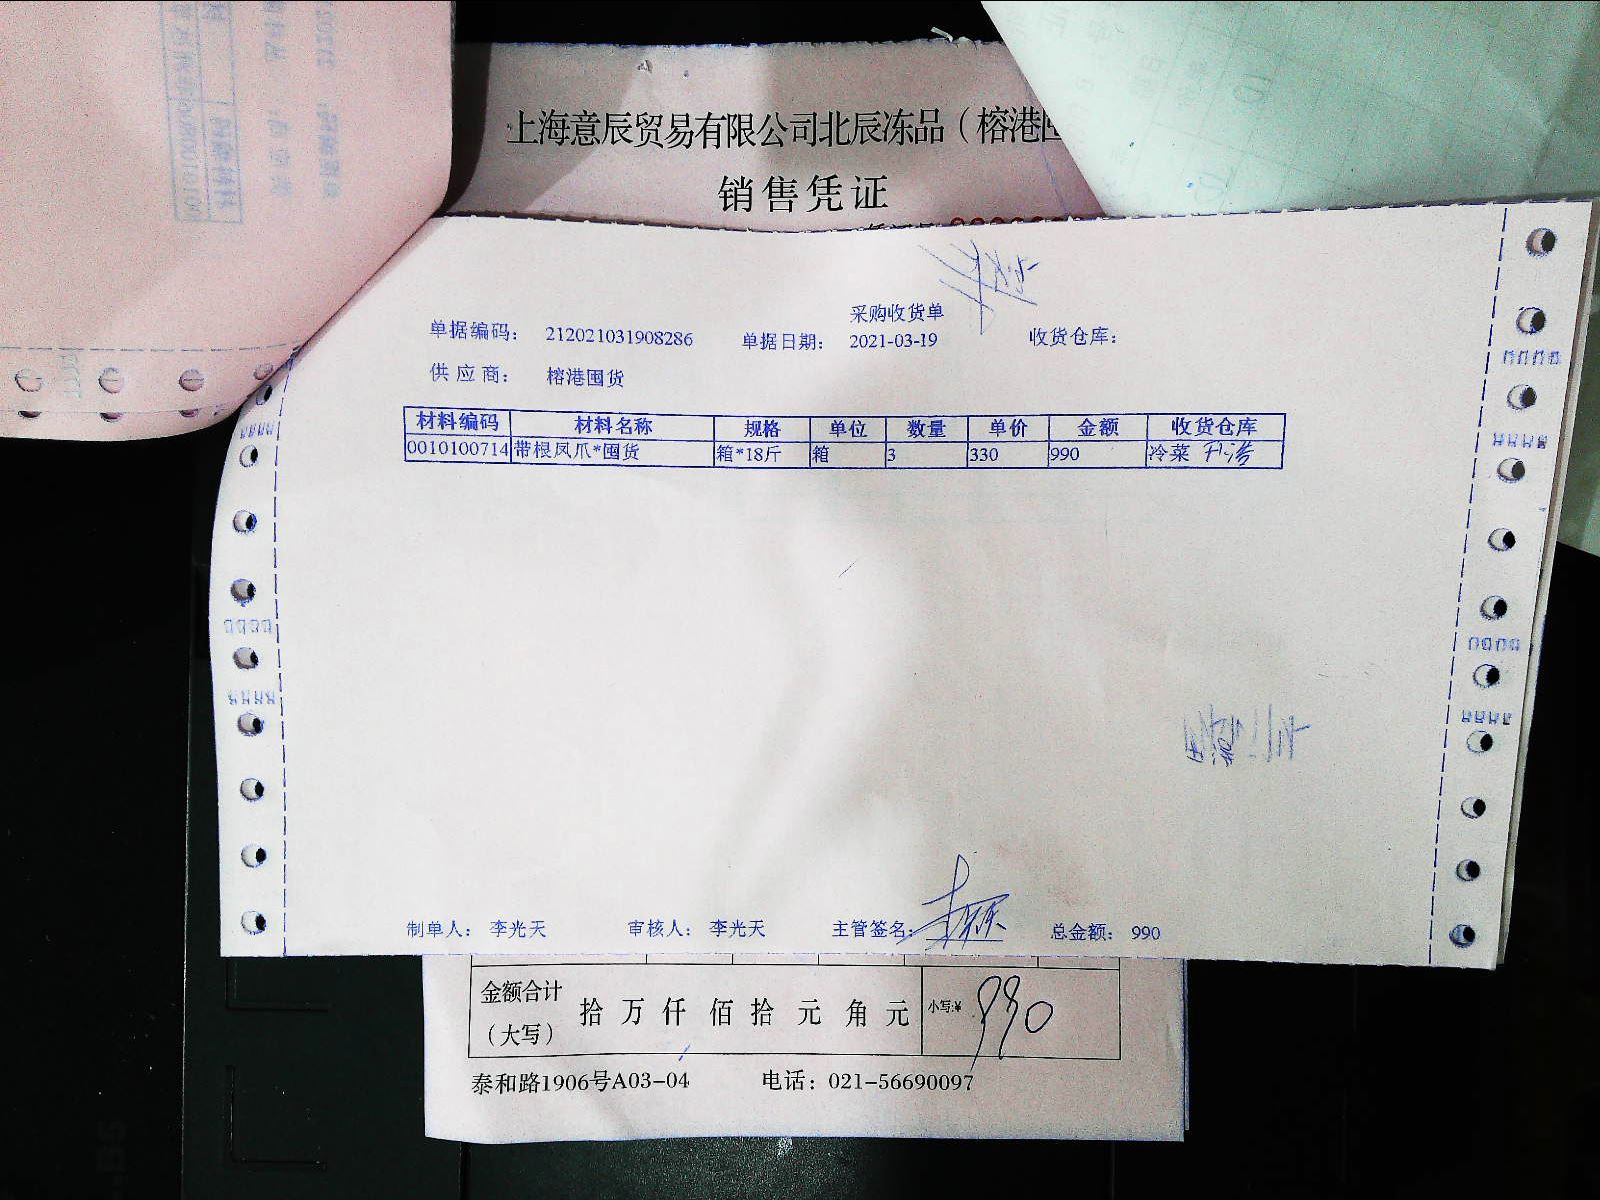 上海意辰贸易有限公司北辰冻品（榕港
销售凭证
采购收货单
单据编码： 212021031908286 单据日期： 2021-03-19 收货仓库：
供应商： 榕港囤货
材料编码 材料名称 规格 单位 数量 单价 金额 收货仓库
0010100714 带根凤爪*囤货 箱*18斤 箱 3 330 990 冷菜
制单人： 李光天 审核人： 李光天 主管签名： 总金额： 990
金额合计（大写） 拾 万 仟 佰 拾 元 角 元 小写:¥ 990
泰和路1906号A03-04 电话：021-56690097